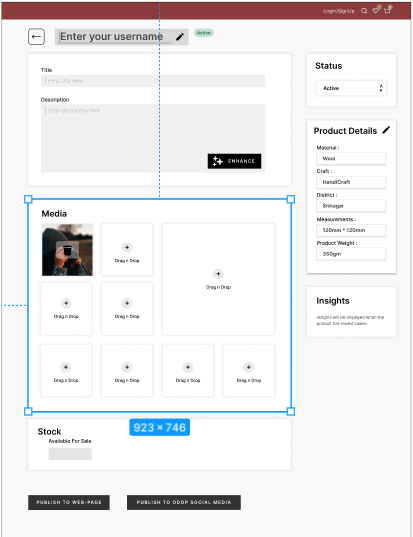 Login/SignUp
Enter your username
Active
Title
Enter title here
Description
Enter description here
ENHANCE
Media
Drag n Drop
Drag n Drop
Drag n Drop
Drag n Drop
Drag n Drop
Drag n Drop
Drag n Drop
Drag n Drop
923 × 746
Stock
Available For Sale
PUBLISH TO WEB-PAGE
PUBLISH TO ODOP SOCIAL MEDIA
Status
Active
Product Details
Material :
Wool
Craft :
HandiCraft
District :
Srinagar
Measurements :
120mm * 120mm
Product Weight :
350gm
Insights
Insights will be displayed when the
product has recent saales